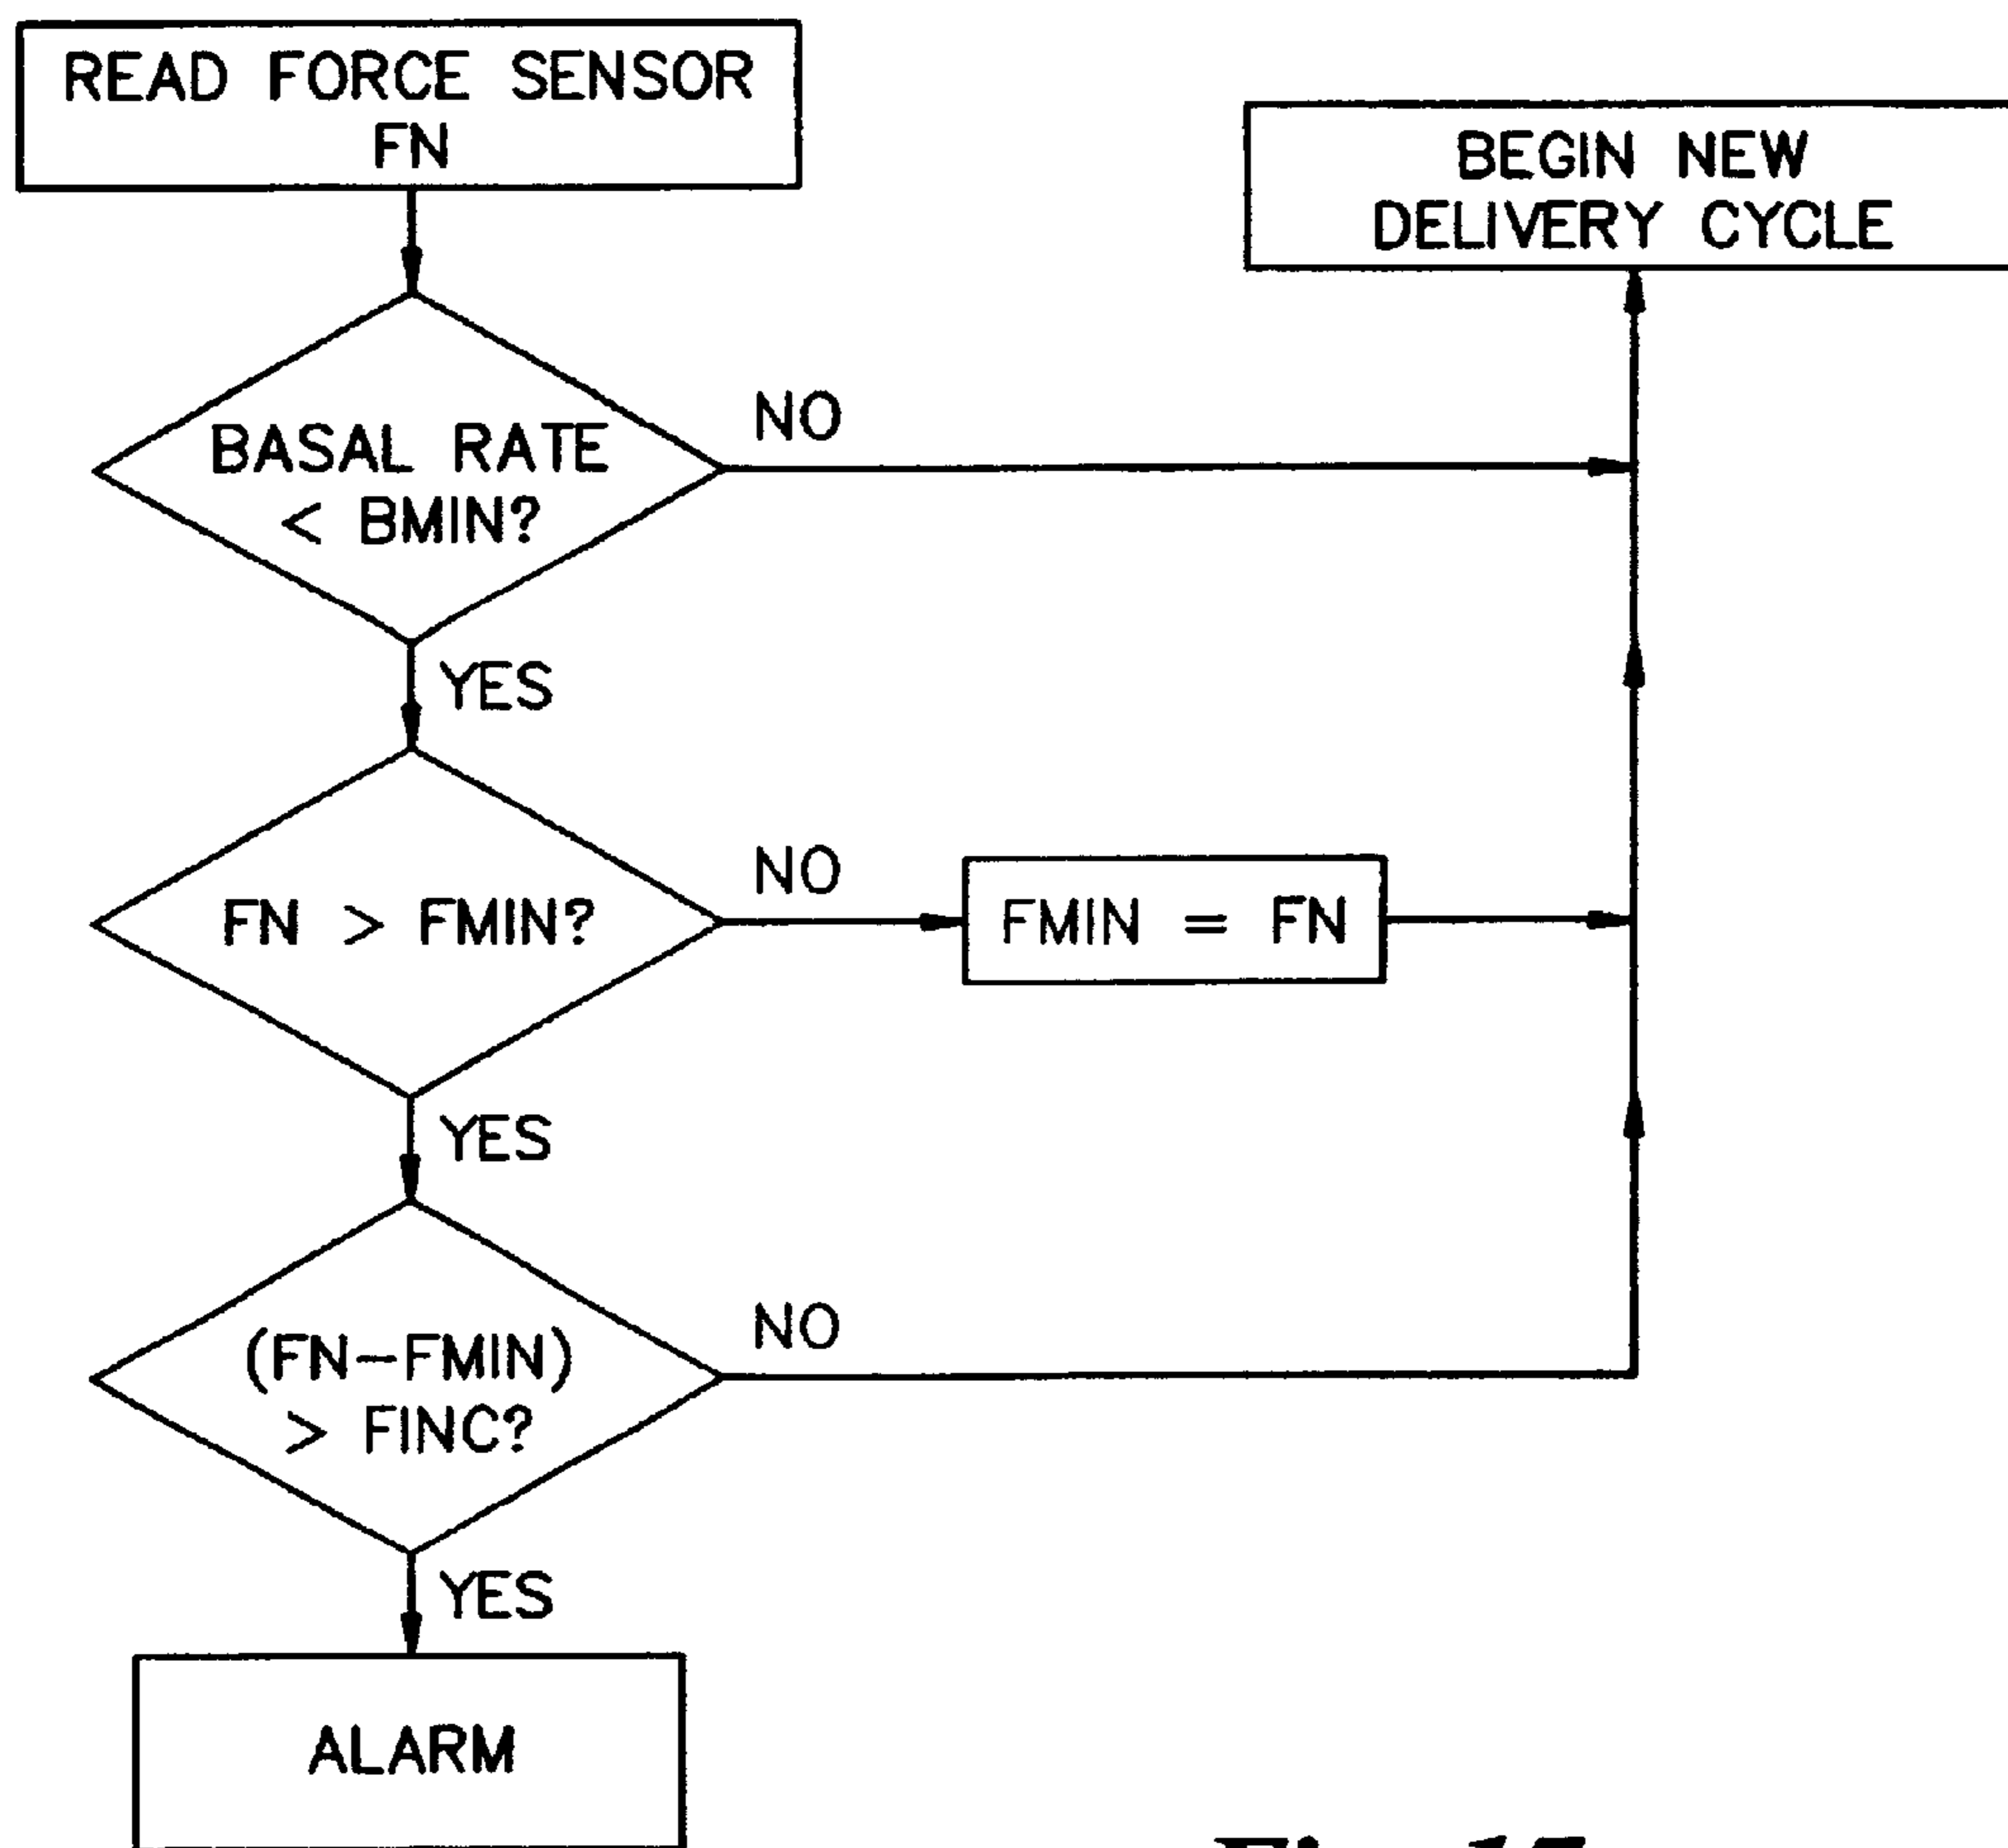 READ FORCE SENSOR
FN
BEGIN NEW
DELIVERY CYCLE
BASAL RATE
< BMIN?
NO
YES
FN > FMIN?
NO
FMIN = FN
YES
(FN-FMIN)
> FINC?
NO
YES
ALARM